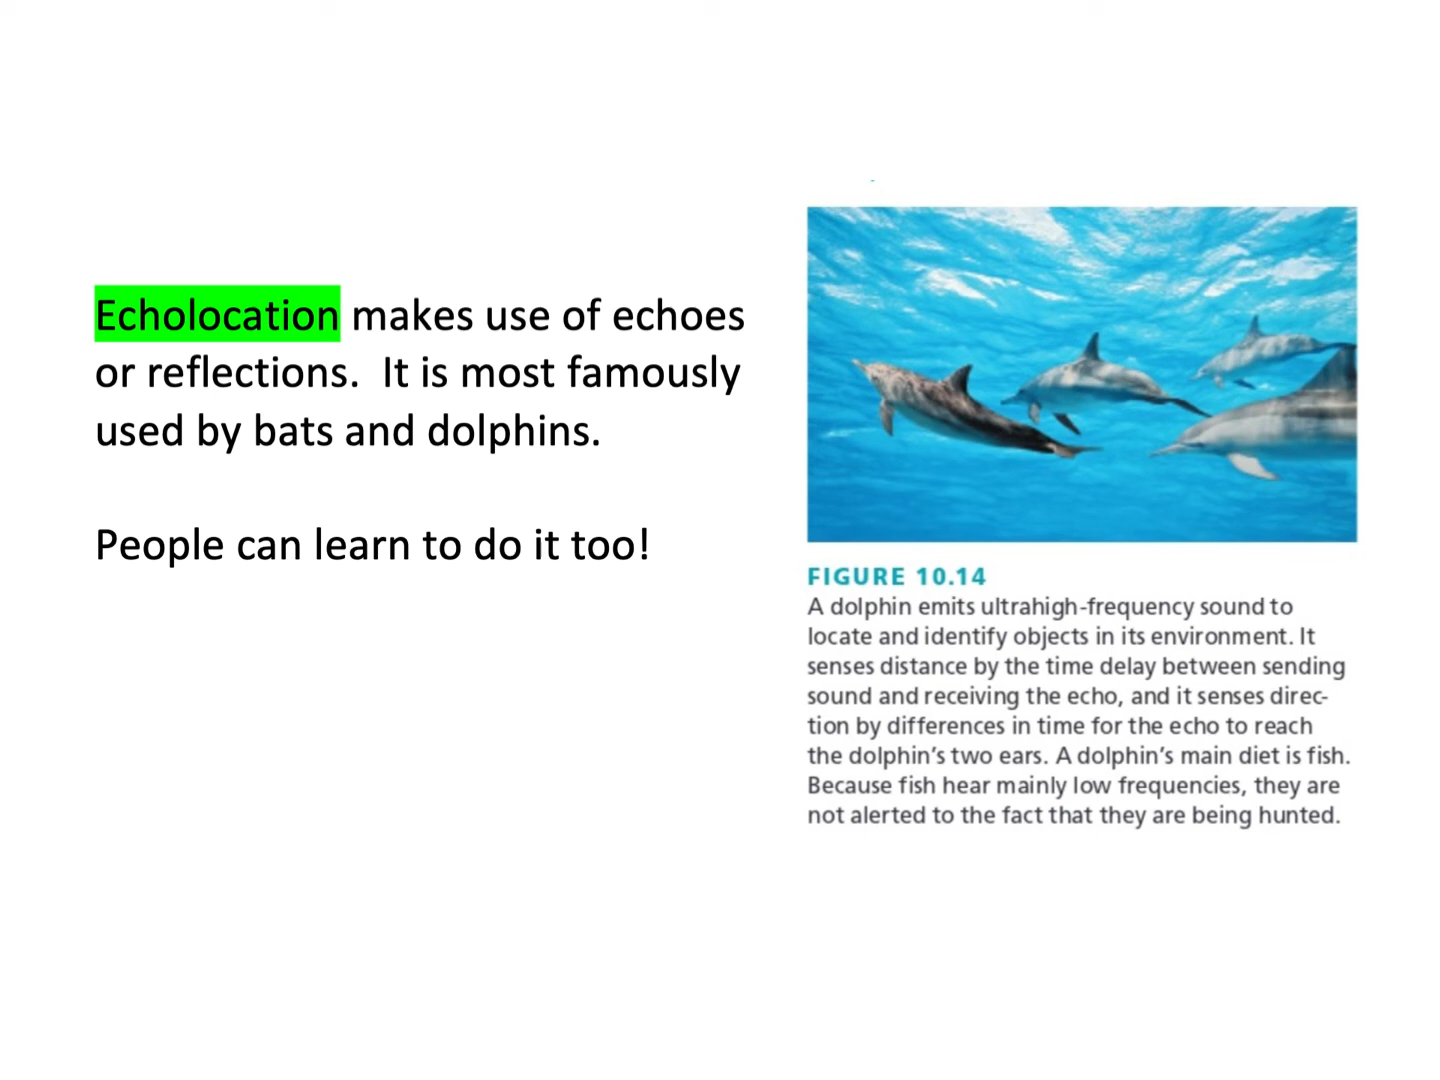 Echolocation makes use of echoes
or reflections.  It is most famously
used by bats and dolphins.
People can learn to do it too!
FIGURE 10.14
A dolphin emits ultrahigh-frequency sound to
locate and identify objects in its environment. It
senses distance by the time delay between sending
sound and receiving the echo, and it senses direc-
tion by differences in time for the echo to reach
the dolphin’s two ears. A dolphin’s main diet is fish.
Because fish hear mainly low frequencies, they are
not alerted to the fact that they are being hunted.